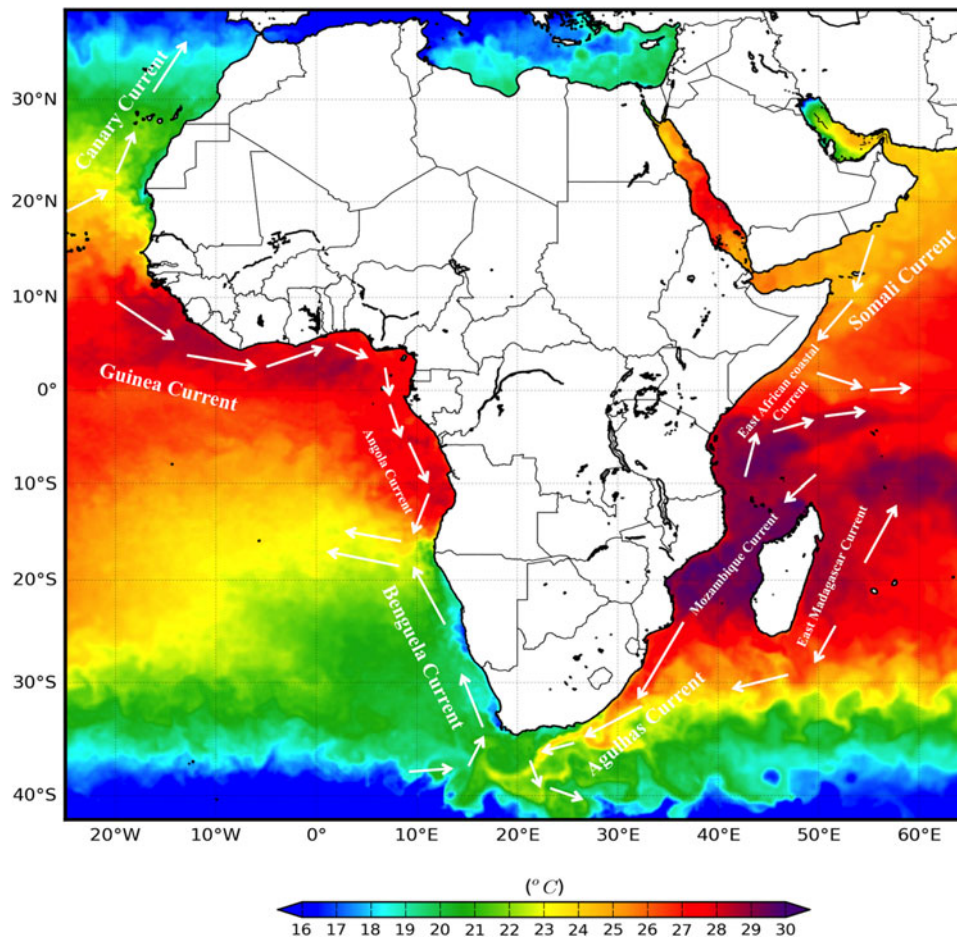 Canary Current
Guinea Current
Angola Current
Benguela Current
Agulhas Current
Mozambique Current
East Madagascar Current
East African coastal
Current
Somali Current
30°N
20°N
10°N
0°
10°S
20°S
30°S
40°S
20°W
10°W
0°
10°E
20°E
30°E
40°E
50°E
60°E
(° C)
16 17 18 19 20 21 22 23 24 25 26 27 28 29 30